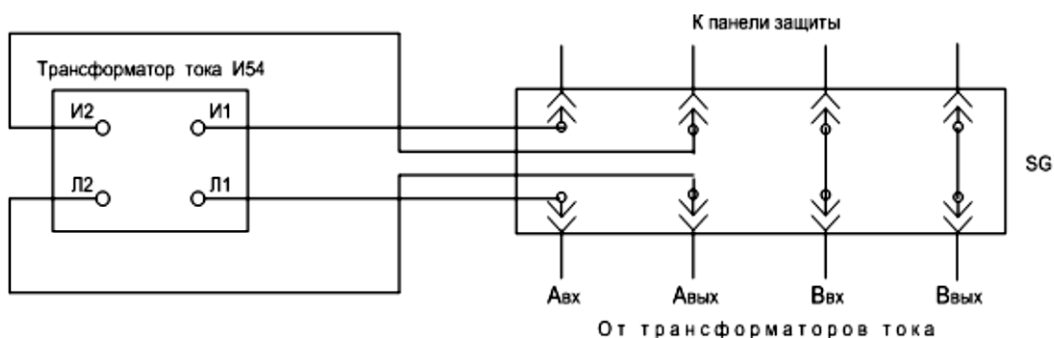 К панели защиты
Трансформатор тока И54
И2 И1
Л2 Л1
SG
Авх Авых Ввх Ввых
От трансформаторов тока